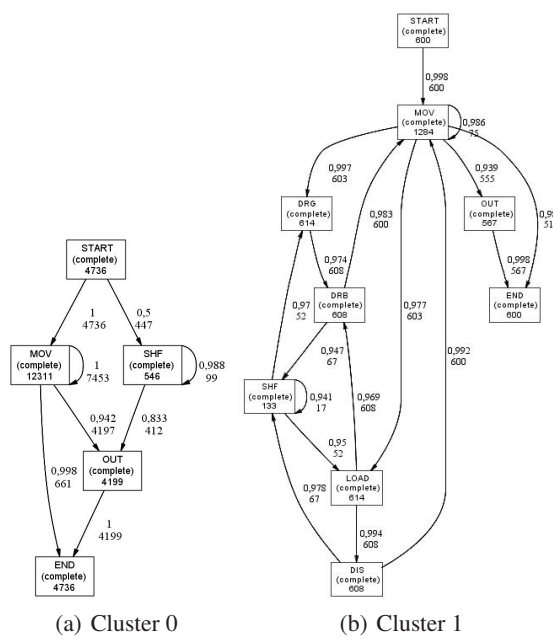 START
(complete)
600
0,998
600
MOV
(complete)
1284
0,986
75
0,997
603
0,939
555
DRG
(complete)
614
0,983
600
OUT
(complete)
567
0,974
608
0,998
567
51
DRB
(complete)
608
END
(complete)
600
0,97
52
0,977
603
0,947
67
0,992
600
SHF
(complete)
133
0,941
17
0,969
608
0,95
52
0,978
67
LOAD
(complete)
614
0,994
608
DIS
(complete)
608
START
(complete)
4736
1
4736
0,5
447
MOV
(complete)
12311
1
7453
SHF
(complete)
546
0,988
99
0,942
4197
0,833
412
OUT
(complete)
4199
0,998
661
1
4199
END
(complete)
4736
(a) Cluster 0
(b) Cluster 1